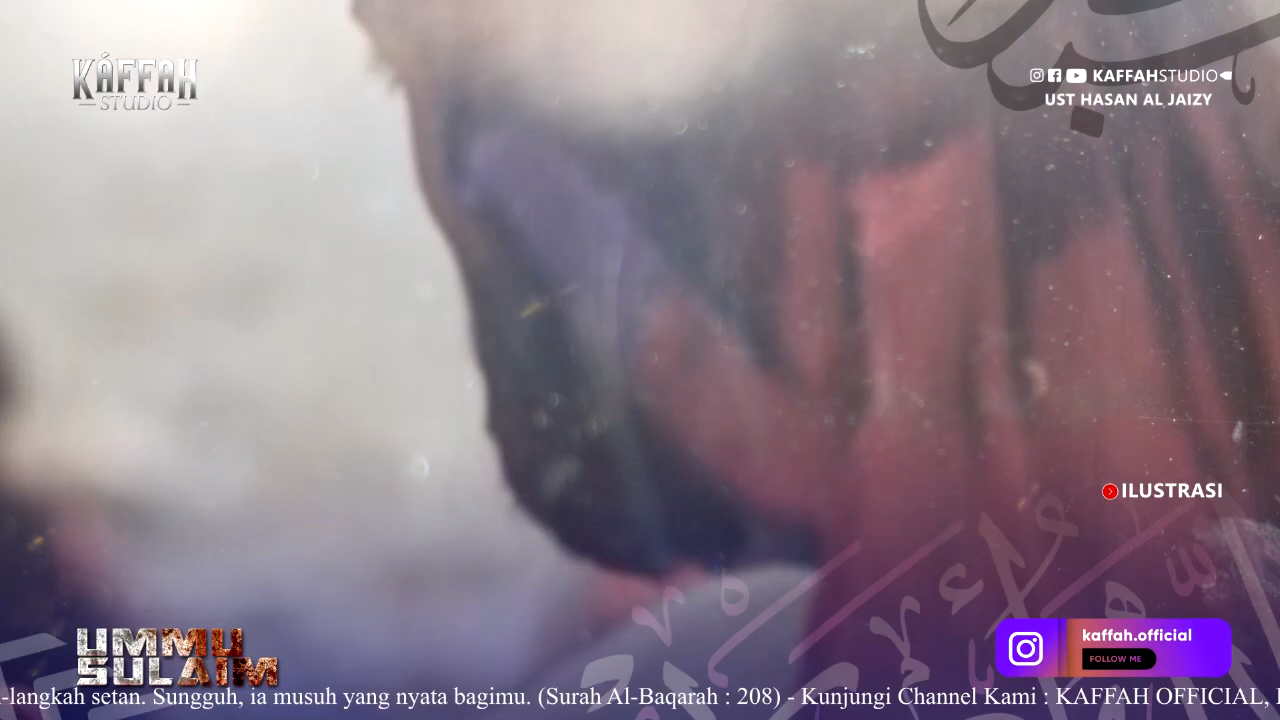 KÁFFAH
STUDIO
KAFFAHSTUDIO
UST HASAN AL JAIZY
ILUSTRASI
kaffah.official
FOLLOW ME
UMMU
SULAIM
-langkah setan. Sungguh, ia musuh yang nyata bagimu. (Surah Al-Baqarah : 208) - Kunjungi Channel Kami : KAFFAH OFFICIAL,